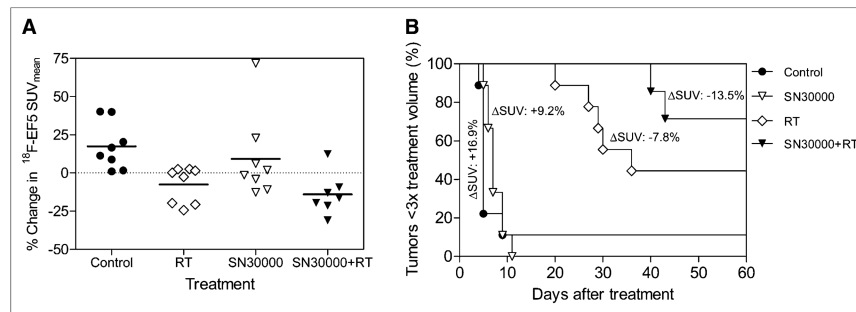 A
% Change in ¹⁸F-EF5 SUVmean
75
50
25
0
-25
-50
Control
RT
SN30000
SN30000+RT
Treatment
B
Tumors <3x treatment volume (%)
100
80
60
40
20
0
ΔSUV: +16.9%
ΔSUV: +9.2%
ΔSUV: -7.8%
ΔSUV: -13.5%
0
10
20
30
40
50
60
Days after treatment
Control
SN30000
RT
SN30000+RT